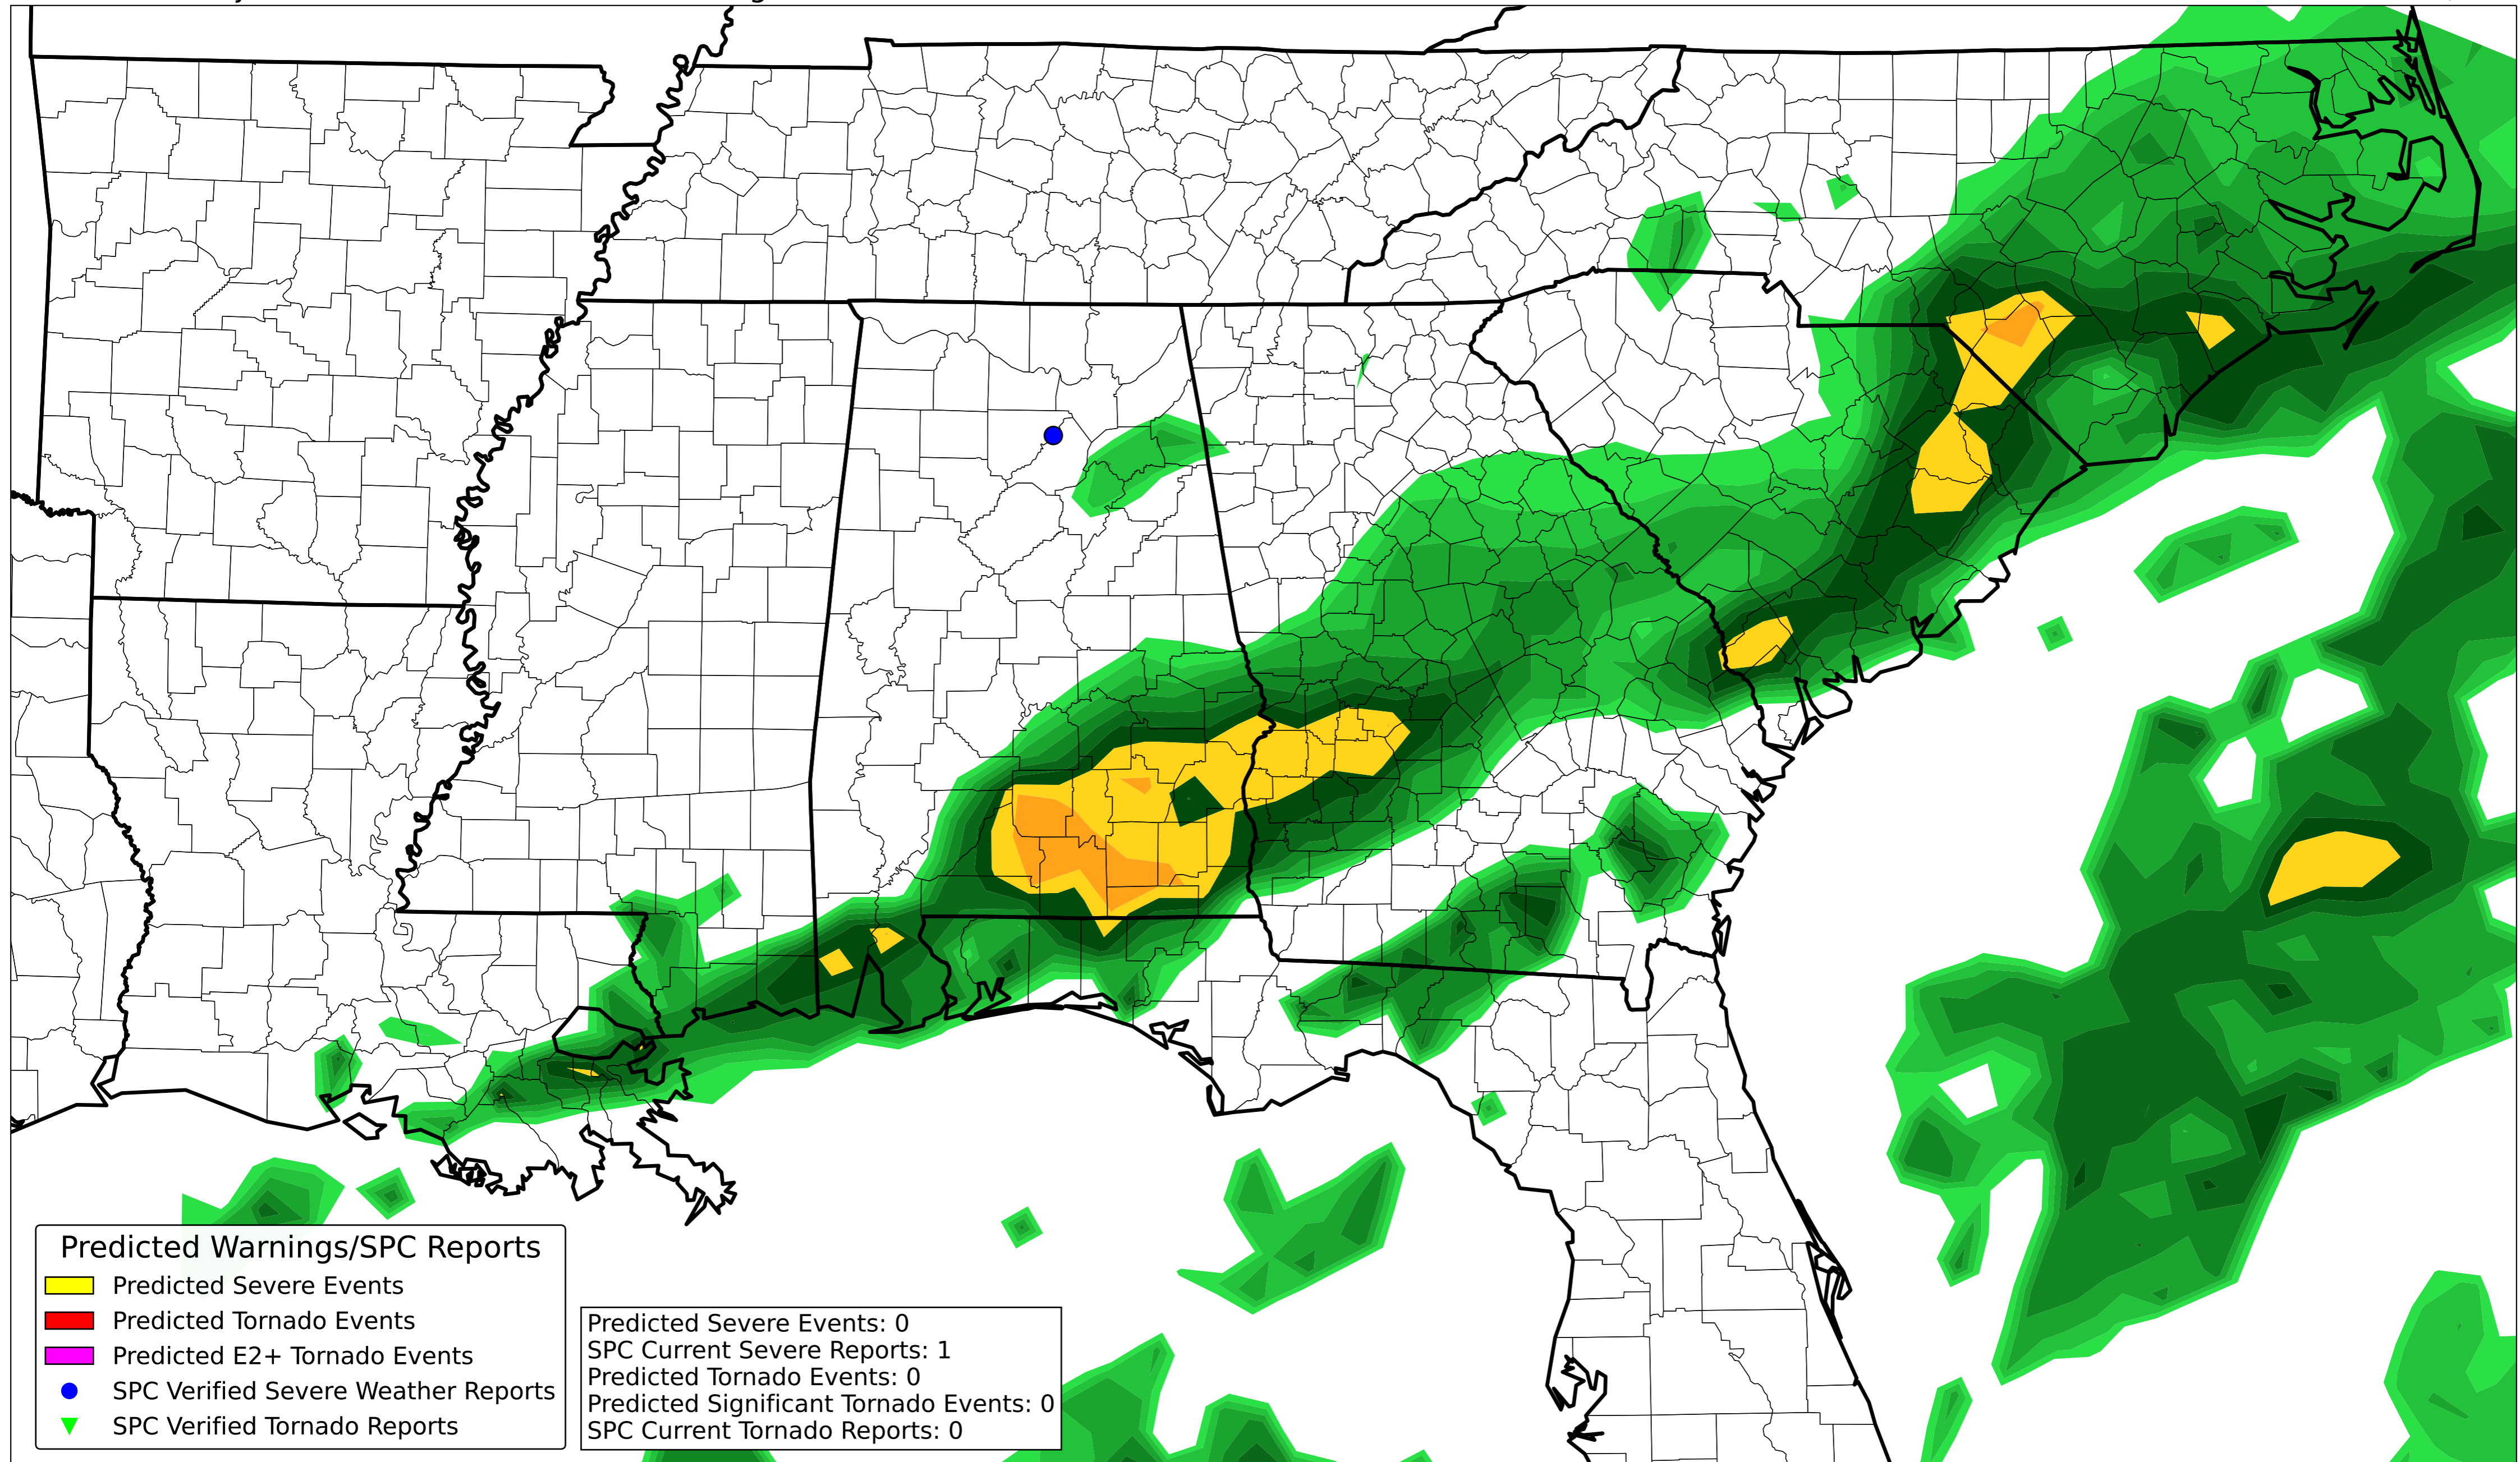 Predicted Warnings/SPC Reports
Predicted Severe Events
Predicted Tornado Events
Predicted E2+ Tornado Events
SPC Verified Severe Weather Reports
SPC Verified Tornado Reports
Predicted Severe Events: 0
SPC Current Severe Reports: 1
Predicted Tornado Events: 0
Predicted Significant Tornado Events: 0
SPC Current Tornado Reports: 0